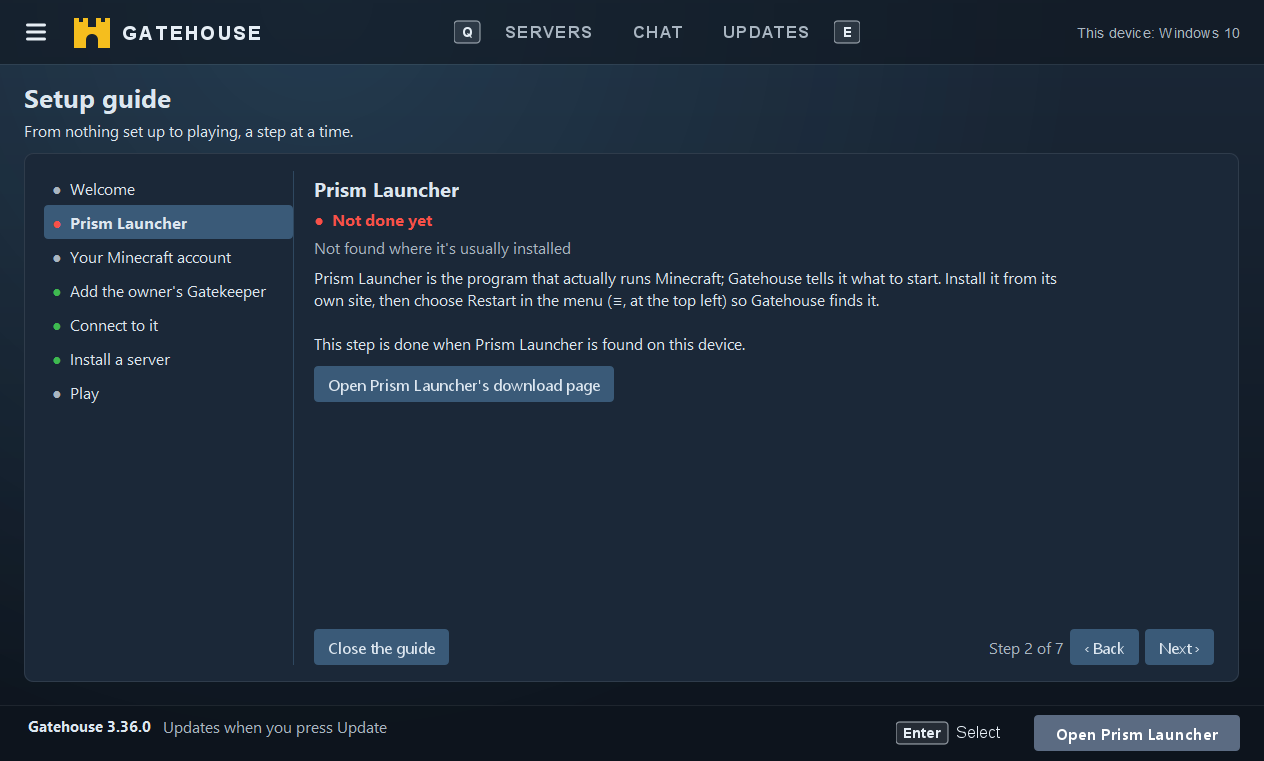 GATEHOUSE
Q SERVERS CHAT UPDATES E
This device: Windows 10
Setup guide
From nothing set up to playing, a step at a time.
Welcome
Prism Launcher
Your Minecraft account
Add the owner's Gatekeeper
Connect to it
Install a server
Play
Prism Launcher
Not done yet
Not found where it's usually installed
Prism Launcher is the program that actually runs Minecraft; Gatehouse tells it what to start. Install it from its
own site, then choose Restart in the menu (≡, at the top left) so Gatehouse finds it.
This step is done when Prism Launcher is found on this device.
Open Prism Launcher's download page
Close the guide
Step 2 of 7
‹ Back
Next ›
Gatehouse 3.36.0 Updates when you press Update
Enter Select
Open Prism Launcher